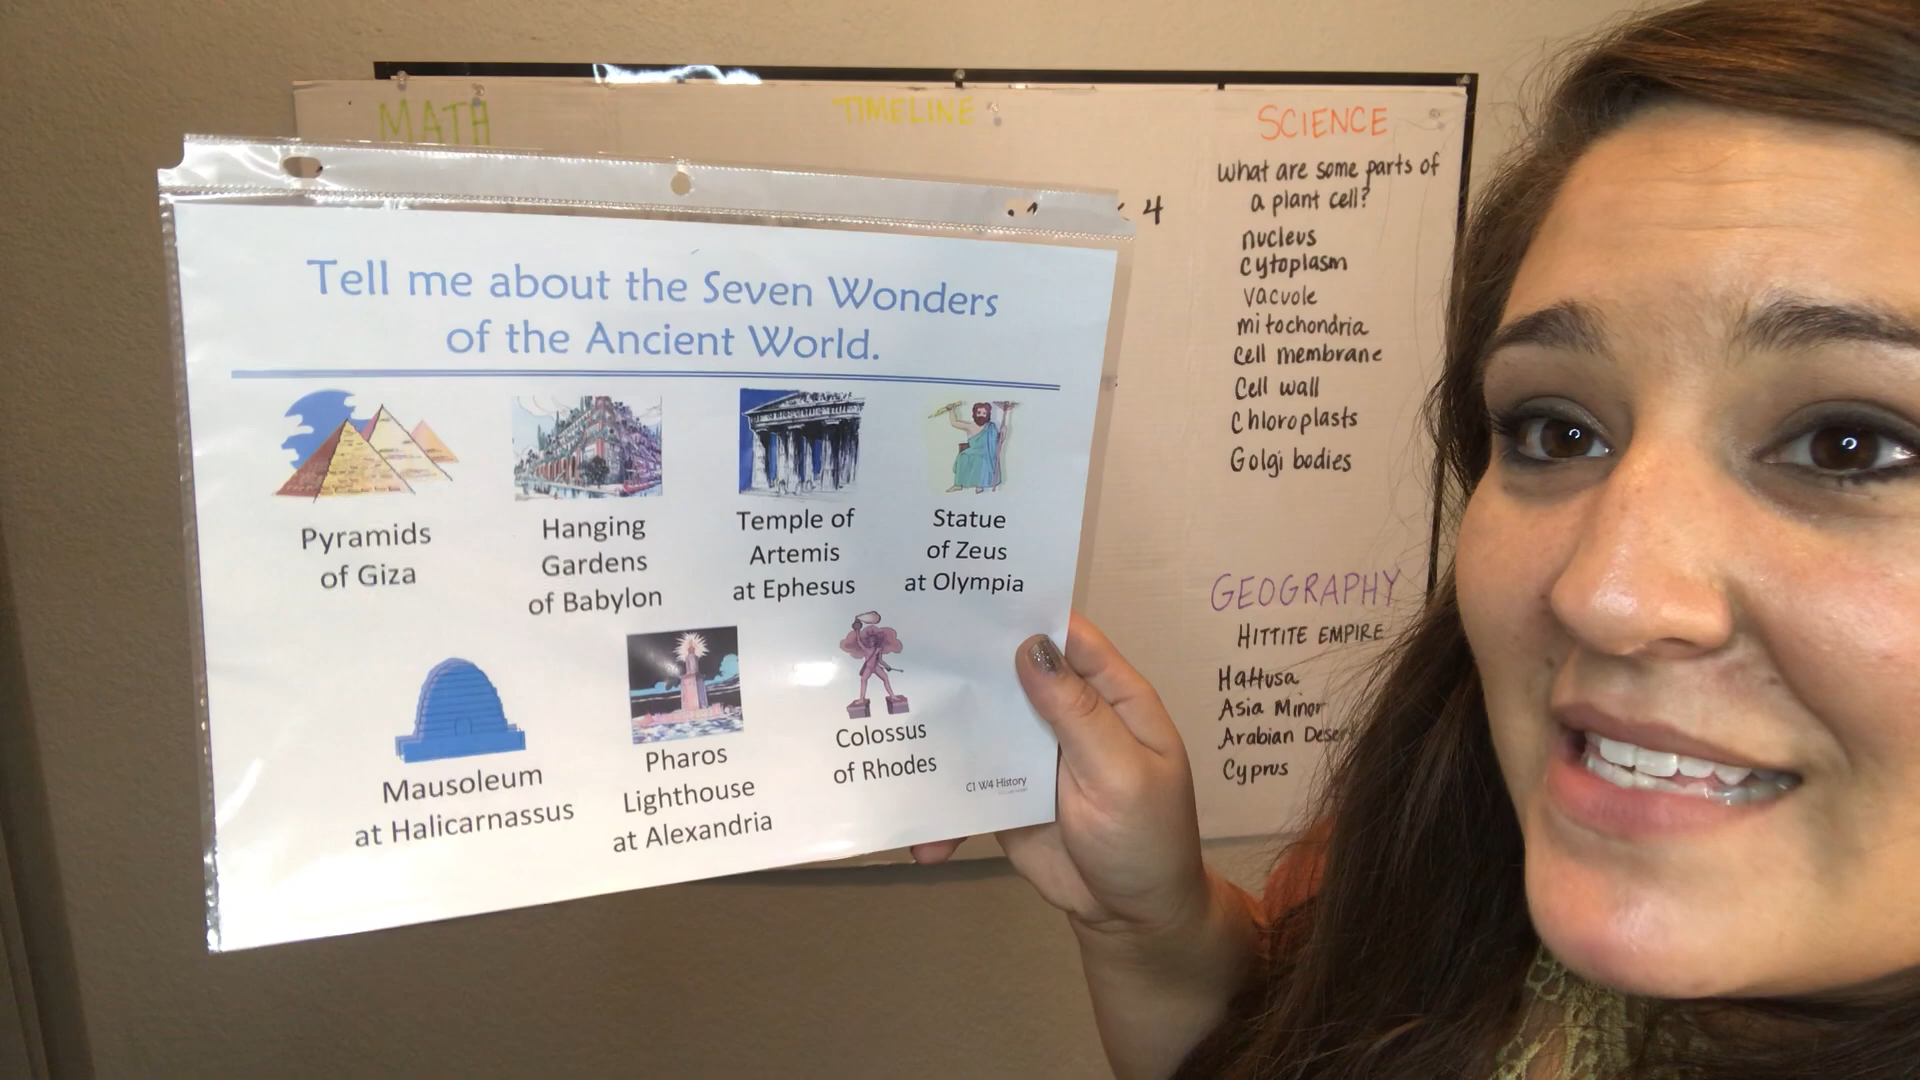 MATH
TIMELINE
4
Tell me about the Seven Wonders
of the Ancient World.
Pyramids
of Giza
Hanging
Gardens
of Babylon
Temple of
Artemis
at Ephesus
Statue
of Zeus
at Olympia
Mausoleum
at Halicarnassus
Pharos
Lighthouse
at Alexandria
Colossus
of Rhodes
C1 W4 History
SCIENCE
What are some parts of
a plant cell?
nucleus
cytoplasm
vacuole
mitochondria
Cell membrane
Cell wall
Chloroplasts
Golgi bodies
GEOGRAPHY
HITTITE EMPIRE
Hattusa
Asia Minor
Arabian
Cyprus